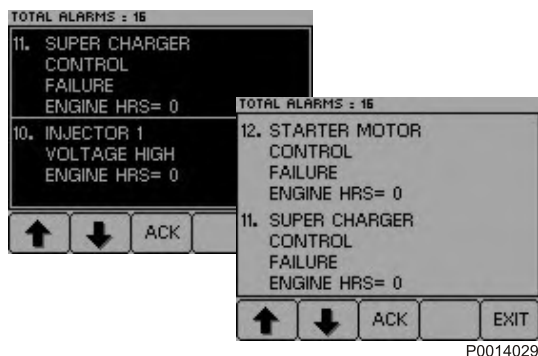 TOTAL ALARMS : 16
11. SUPER CHARGER
CONTROL
FAILURE
ENGINE HRS= 0
10. INJECTOR 1
VOLTAGE HIGH
ENGINE HRS= 0
ACK
TOTAL ALARMS : 16
12. STARTER MOTOR
CONTROL
FAILURE
ENGINE HRS= 0
11. SUPER CHARGER
CONTROL
FAILURE
ENGINE HRS= 0
ACK EXIT
P0014029